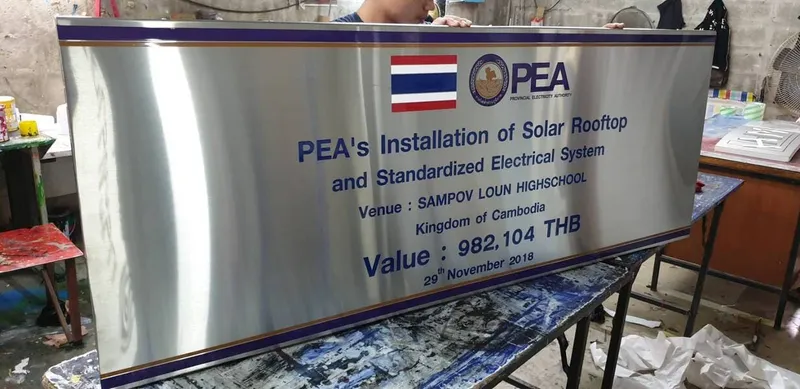 PEA
PROVINCIAL ELECTRICITY AUTHORITY
PEA's Installation of Solar Rooftop
and Standardized Electrical System
Venue : SAMPOV LOUN HIGHSCHOOL
Kingdom of Cambodia
Value : 982,104 THB
29th November 2018